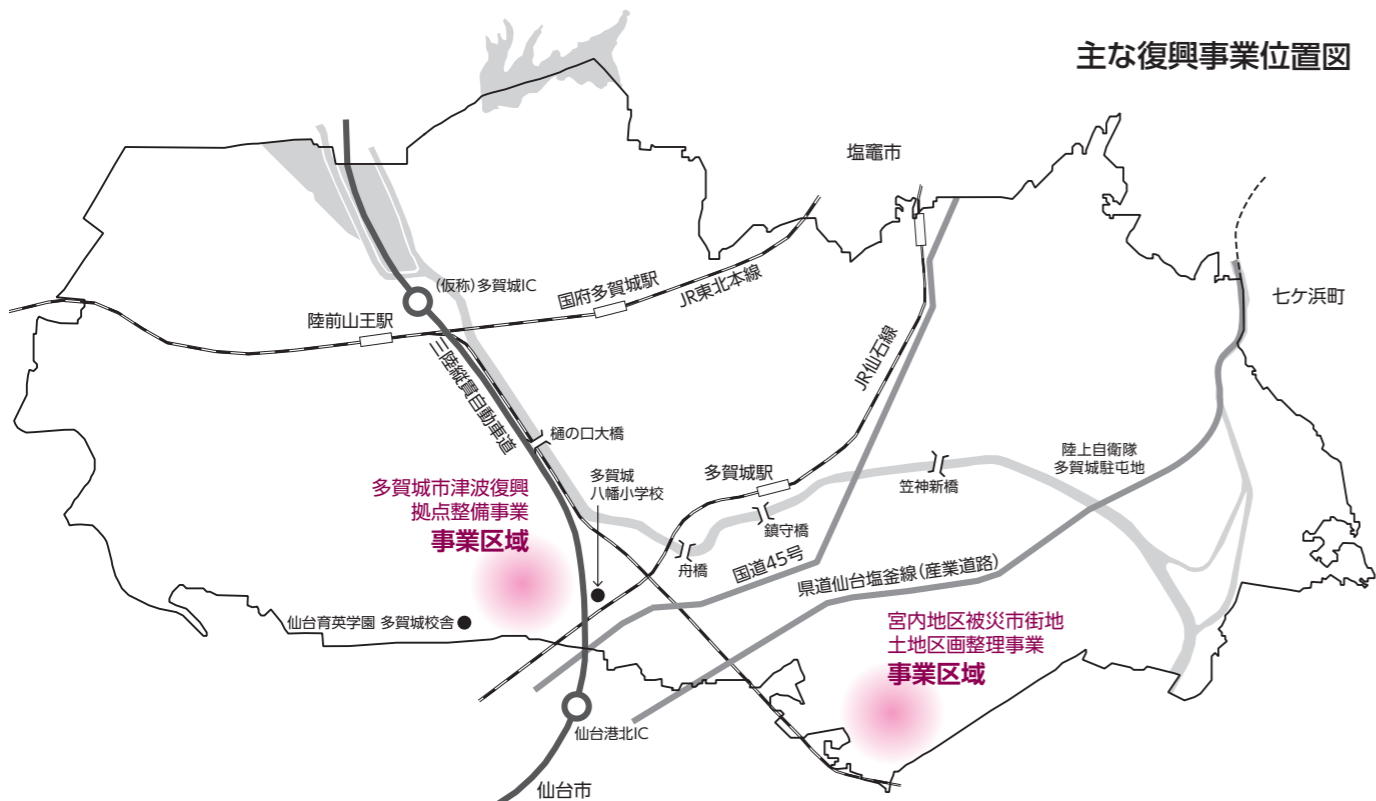 主な復興事業位置図
塩竈市
七ケ浜町
(仮称)多賀城IC
国府多賀城駅
JR東北本線
陸前山王駅
三陸縦貫自動車道
JR仙石線
樋の口大橋
多賀城
八幡小学校
多賀城駅
笠神新橋
陸上自衛隊
多賀城駐屯地
多賀城市津波復興
拠点整備事業
事業区域
鎮守橋
舟橋
国道45号
県道仙台塩釜線(産業道路)
仙台育英学園 多賀城校舎
宮内地区被災市街地
土地区画整理事業
事業区域
仙台港北IC
仙台市